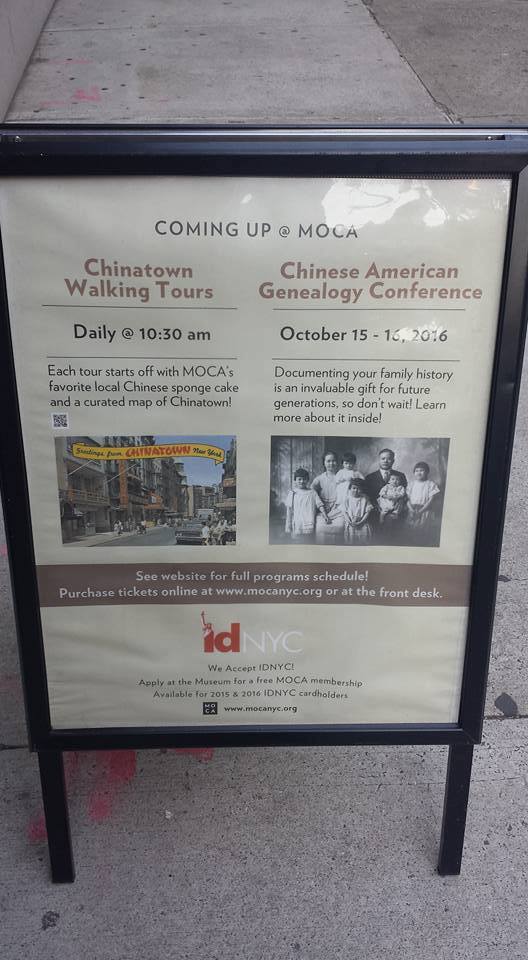 COMING UP @ MOCA
Chinatown
Walking Tours
Daily @ 10:30 am
Each tour starts off with MOCA's
favorite local Chinese sponge cake
and a curated map of Chinatown!
Greetings from CHINATOWN New York
Chinese American
Genealogy Conference
October 15 - 16, 2016
Documenting your family history
is an invaluable gift for future
generations, so don't wait! Learn
more about it inside!
See website for full programs schedule!
Purchase tickets online at www.mocanyc.org or at the front desk.
idNYC
We Accept IDNYC!
Apply at the Museum for a free MOCA membership
Available for 2015 & 2016 IDNYC cardholders
MO
CA
www.mocanyc.org